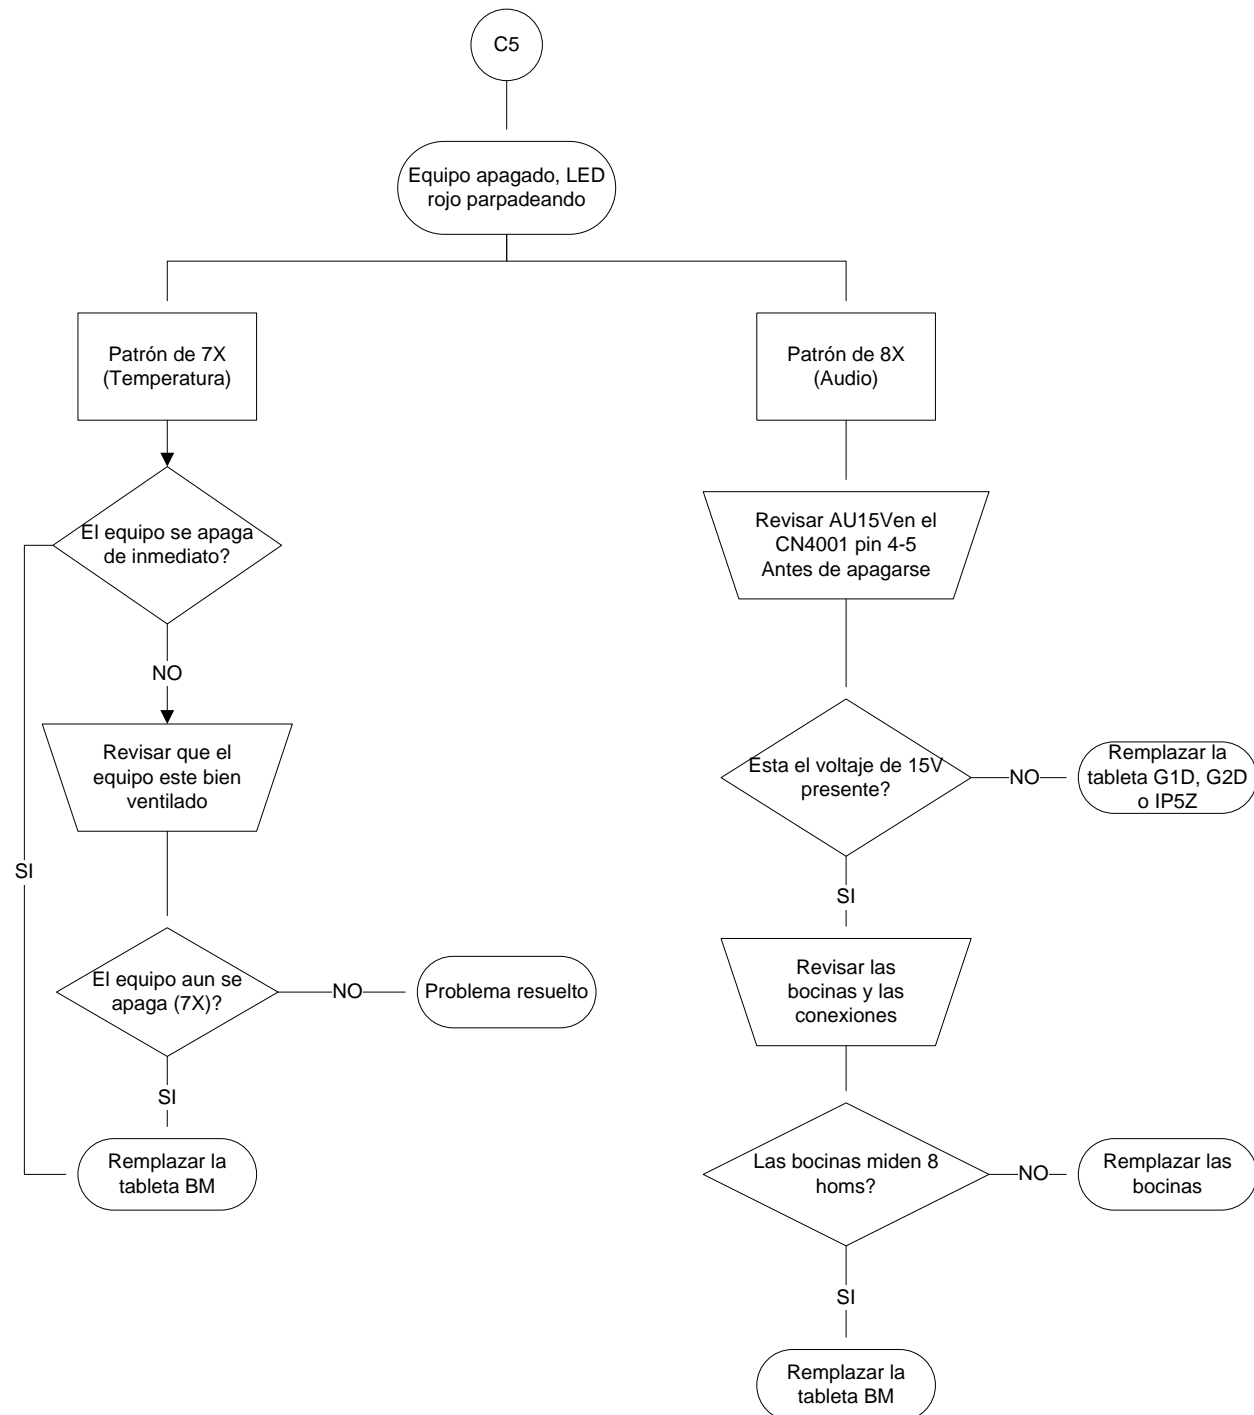 C5
Equipo apagado, LED
rojo parpadeando
Patrón de 7X
(Temperatura)
El equipo se apaga
de inmediato?
NO
Revisar que el
equipo este bien
ventilado
SI
El equipo aun se
apaga (7X)?
NO
Problema resuelto
SI
Remplazar la
tableta BM
Patrón de 8X
(Audio)
Revisar AU15Ven el
CN4001 pin 4-5
Antes de apagarse
Esta el voltaje de 15V
presente?
NO
Remplazar la
tableta G1D, G2D
o IP5Z
SI
Revisar las
bocinas y las
conexiones
Las bocinas miden 8
homs?
NO
Remplazar las
bocinas
SI
Remplazar la
tableta BM